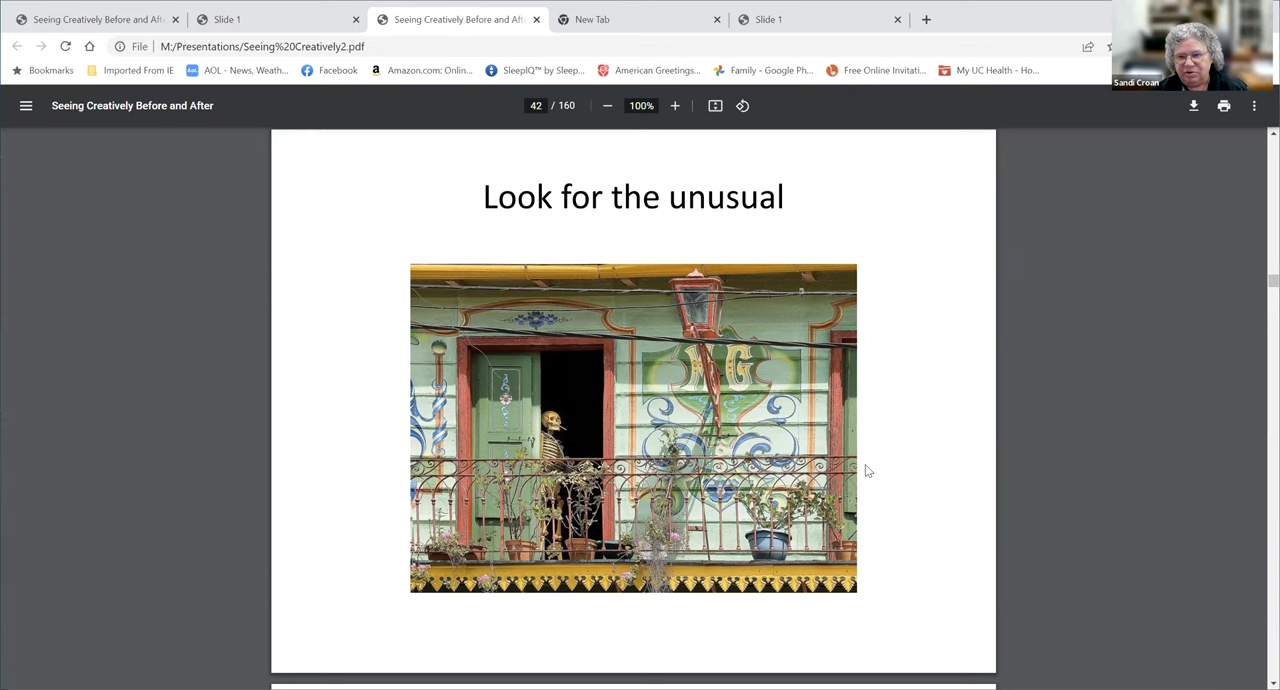 Seeing Creatively Before and Aft
Slide 1
Seeing Creatively Before and Aft
New Tab
Slide 1
File
M:/Presentations/Seeing%20Creatively2.pdf
Bookmarks
Imported From IE
Aol.
AOL - News, Weath...
Facebook
a
Amazon.com: Onlin...
SleepIQ™ by Sleep...
American Greetings...
Family - Google Ph...
Free Online Invitati...
My UC Health - Ho...
Sandi Croan
Seeing Creatively Before and After
42 / 160
100%
Look for the unusual